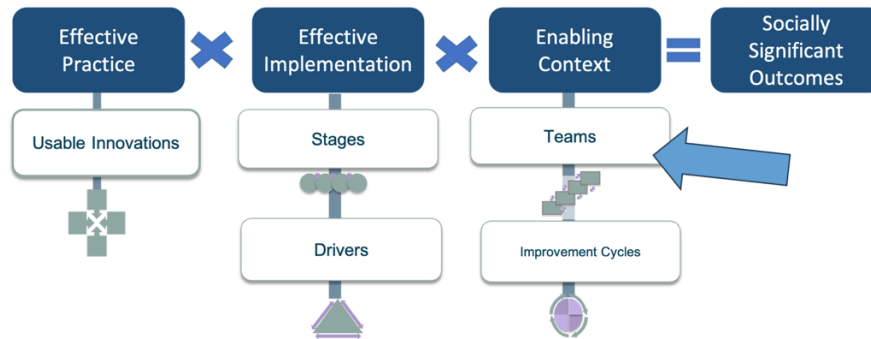 Effective
Practice
Effective
Implementation
Enabling
Context
Socially
Significant
Outcomes
Usable Innovations
Stages
Teams
Drivers
Improvement Cycles